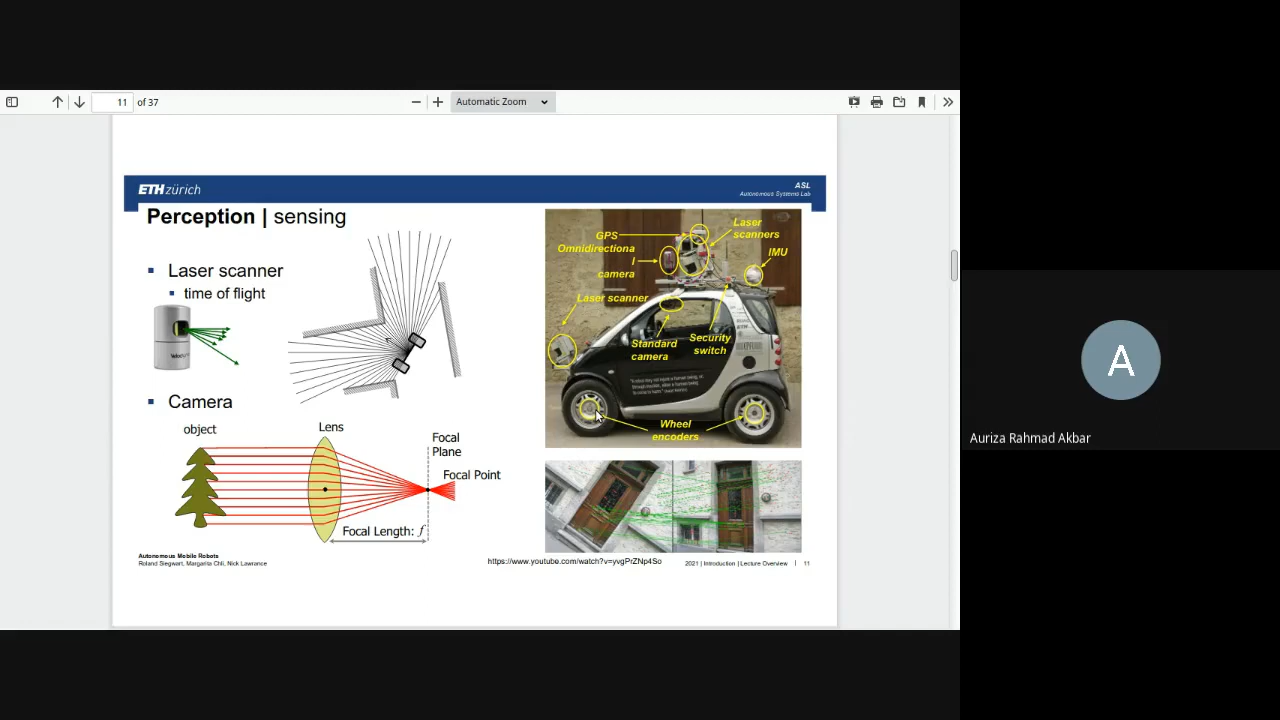 11 of 37
Automatic Zoom
ETH zürich
ASL
Autonomous Systems Lab
Perception | sensing
Laser scanner
time of flight
Velodyne
Camera
object
Lens
Focal
Plane
Focal Point
Focal Length: f
GPS
Omnidirectiona
l
camera
Laser
scanners
IMU
Laser scanner
Standard
camera
Security
switch
Wheel
encoders
Autonomous Mobile Robots
Roland Siegwart, Margarita Chli, Nick Lawrance
https://www.youtube.com/watch?v=yvgPrZNp4So
2021 | Introduction | Lecture Overview | 11
A
Auriza Rahmad Akbar